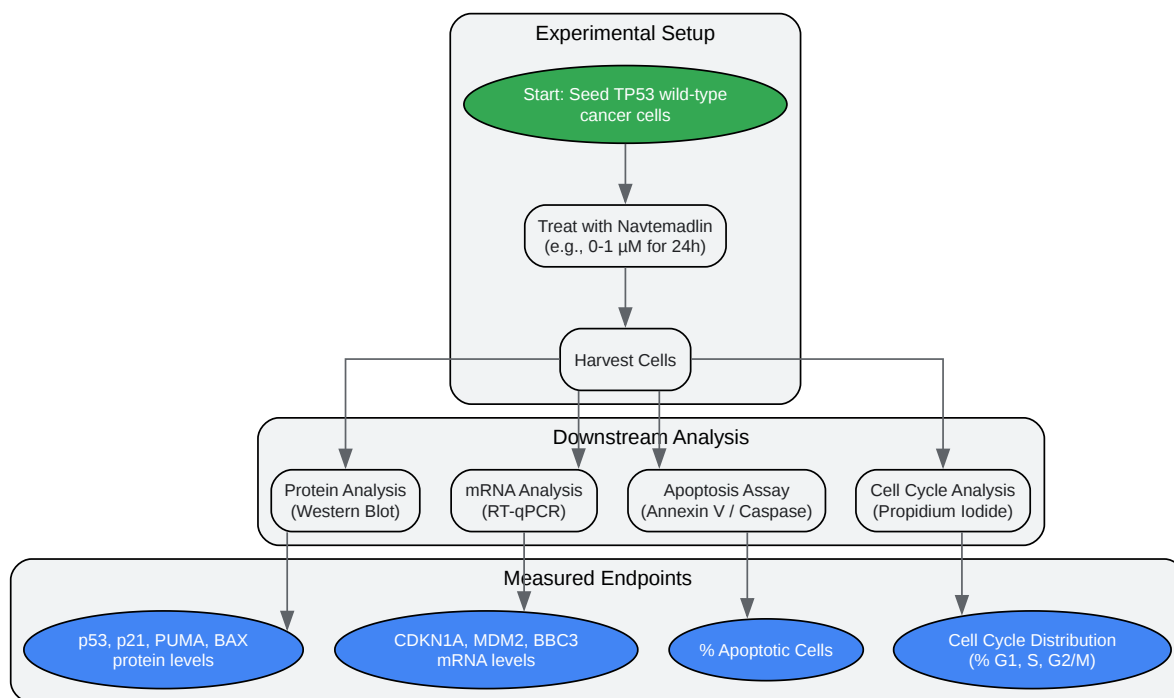 Experimental Setup
Start: Seed TP53 wild-type
cancer cells
Treat with Navtemadlin
(e.g., 0-1 µM for 24h)
Harvest Cells
Downstream Analysis
Protein Analysis
(Western Blot)
mRNA Analysis
(RT-qPCR)
Apoptosis Assay
(Annexin V / Caspase)
Cell Cycle Analysis
(Propidium Iodide)
Measured Endpoints
p53, p21, PUMA, BAX
protein levels
CDKN1A, MDM2, BBC3
mRNA levels
% Apoptotic Cells
Cell Cycle Distribution
(% G1, S, G2/M)